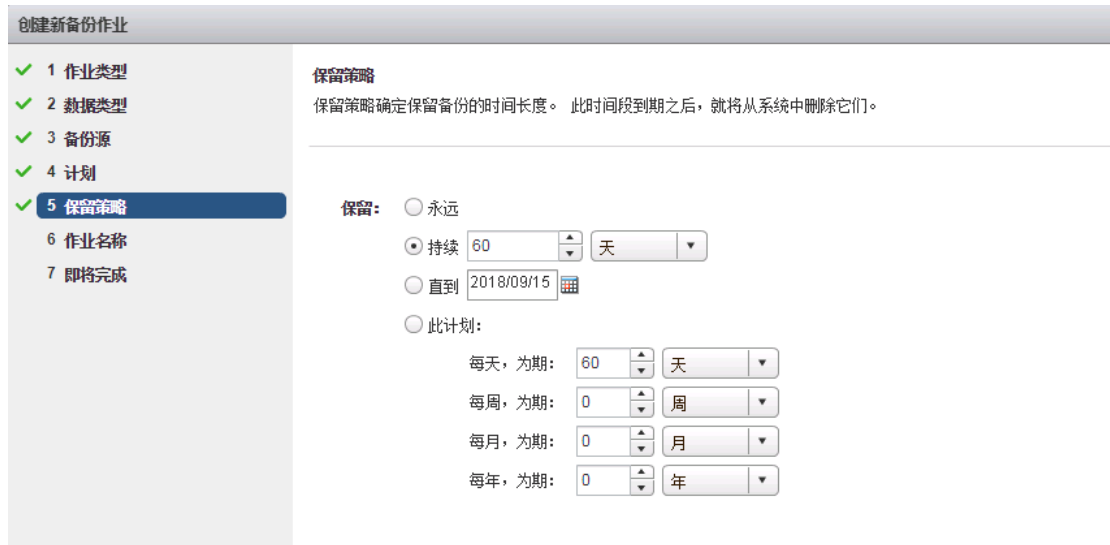 创建新备份作业
1 作业类型
2 数据类型
3 备份源
4 计划
5 保留策略
6 作业名称
7 即将完成
保留策略
保留策略确定保留备份的时间长度。 此时间段到期之后，就将从系统中删除它们。
保留： 永远
持续 60 天
直到 2018/09/15
此计划：
每天，为期： 60 天
每周，为期： 0 周
每月，为期： 0 月
每年，为期： 0 年